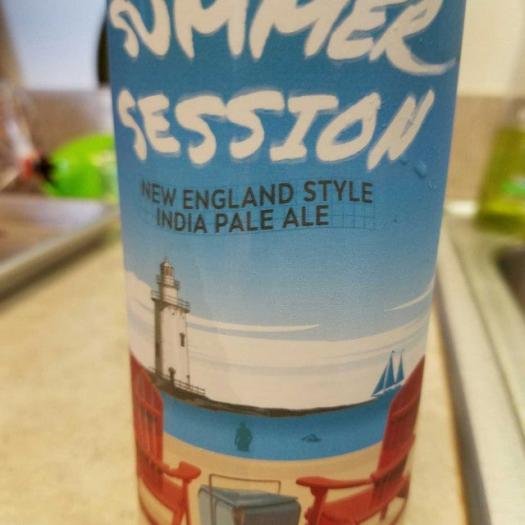 SUMMER
SESSION
NEW ENGLAND STYLE
INDIA PALE ALE